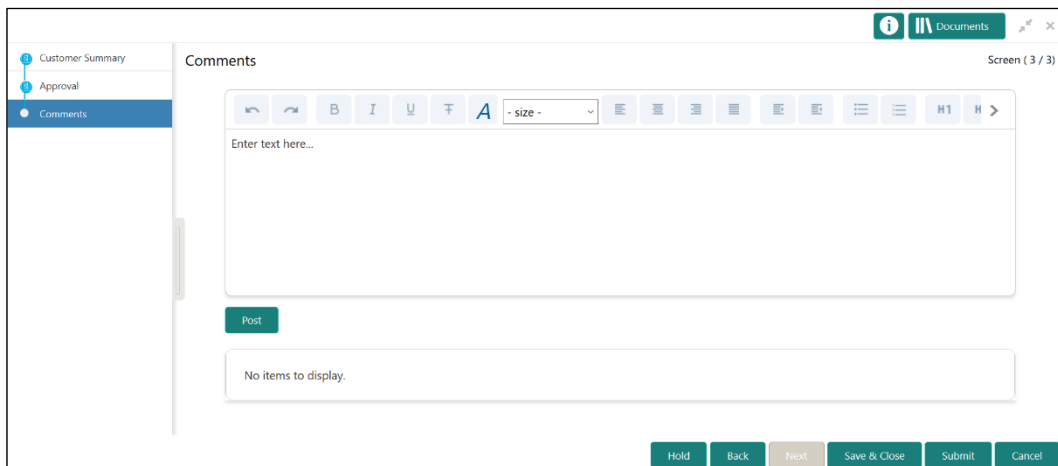 Documents
Customer Summary
Approval
Comments
Comments
Screen ( 3 / 3)
B I U T A - size - H1 H
Enter text here...
Post
No items to display.
Hold Back Next Save & Close Submit Cancel